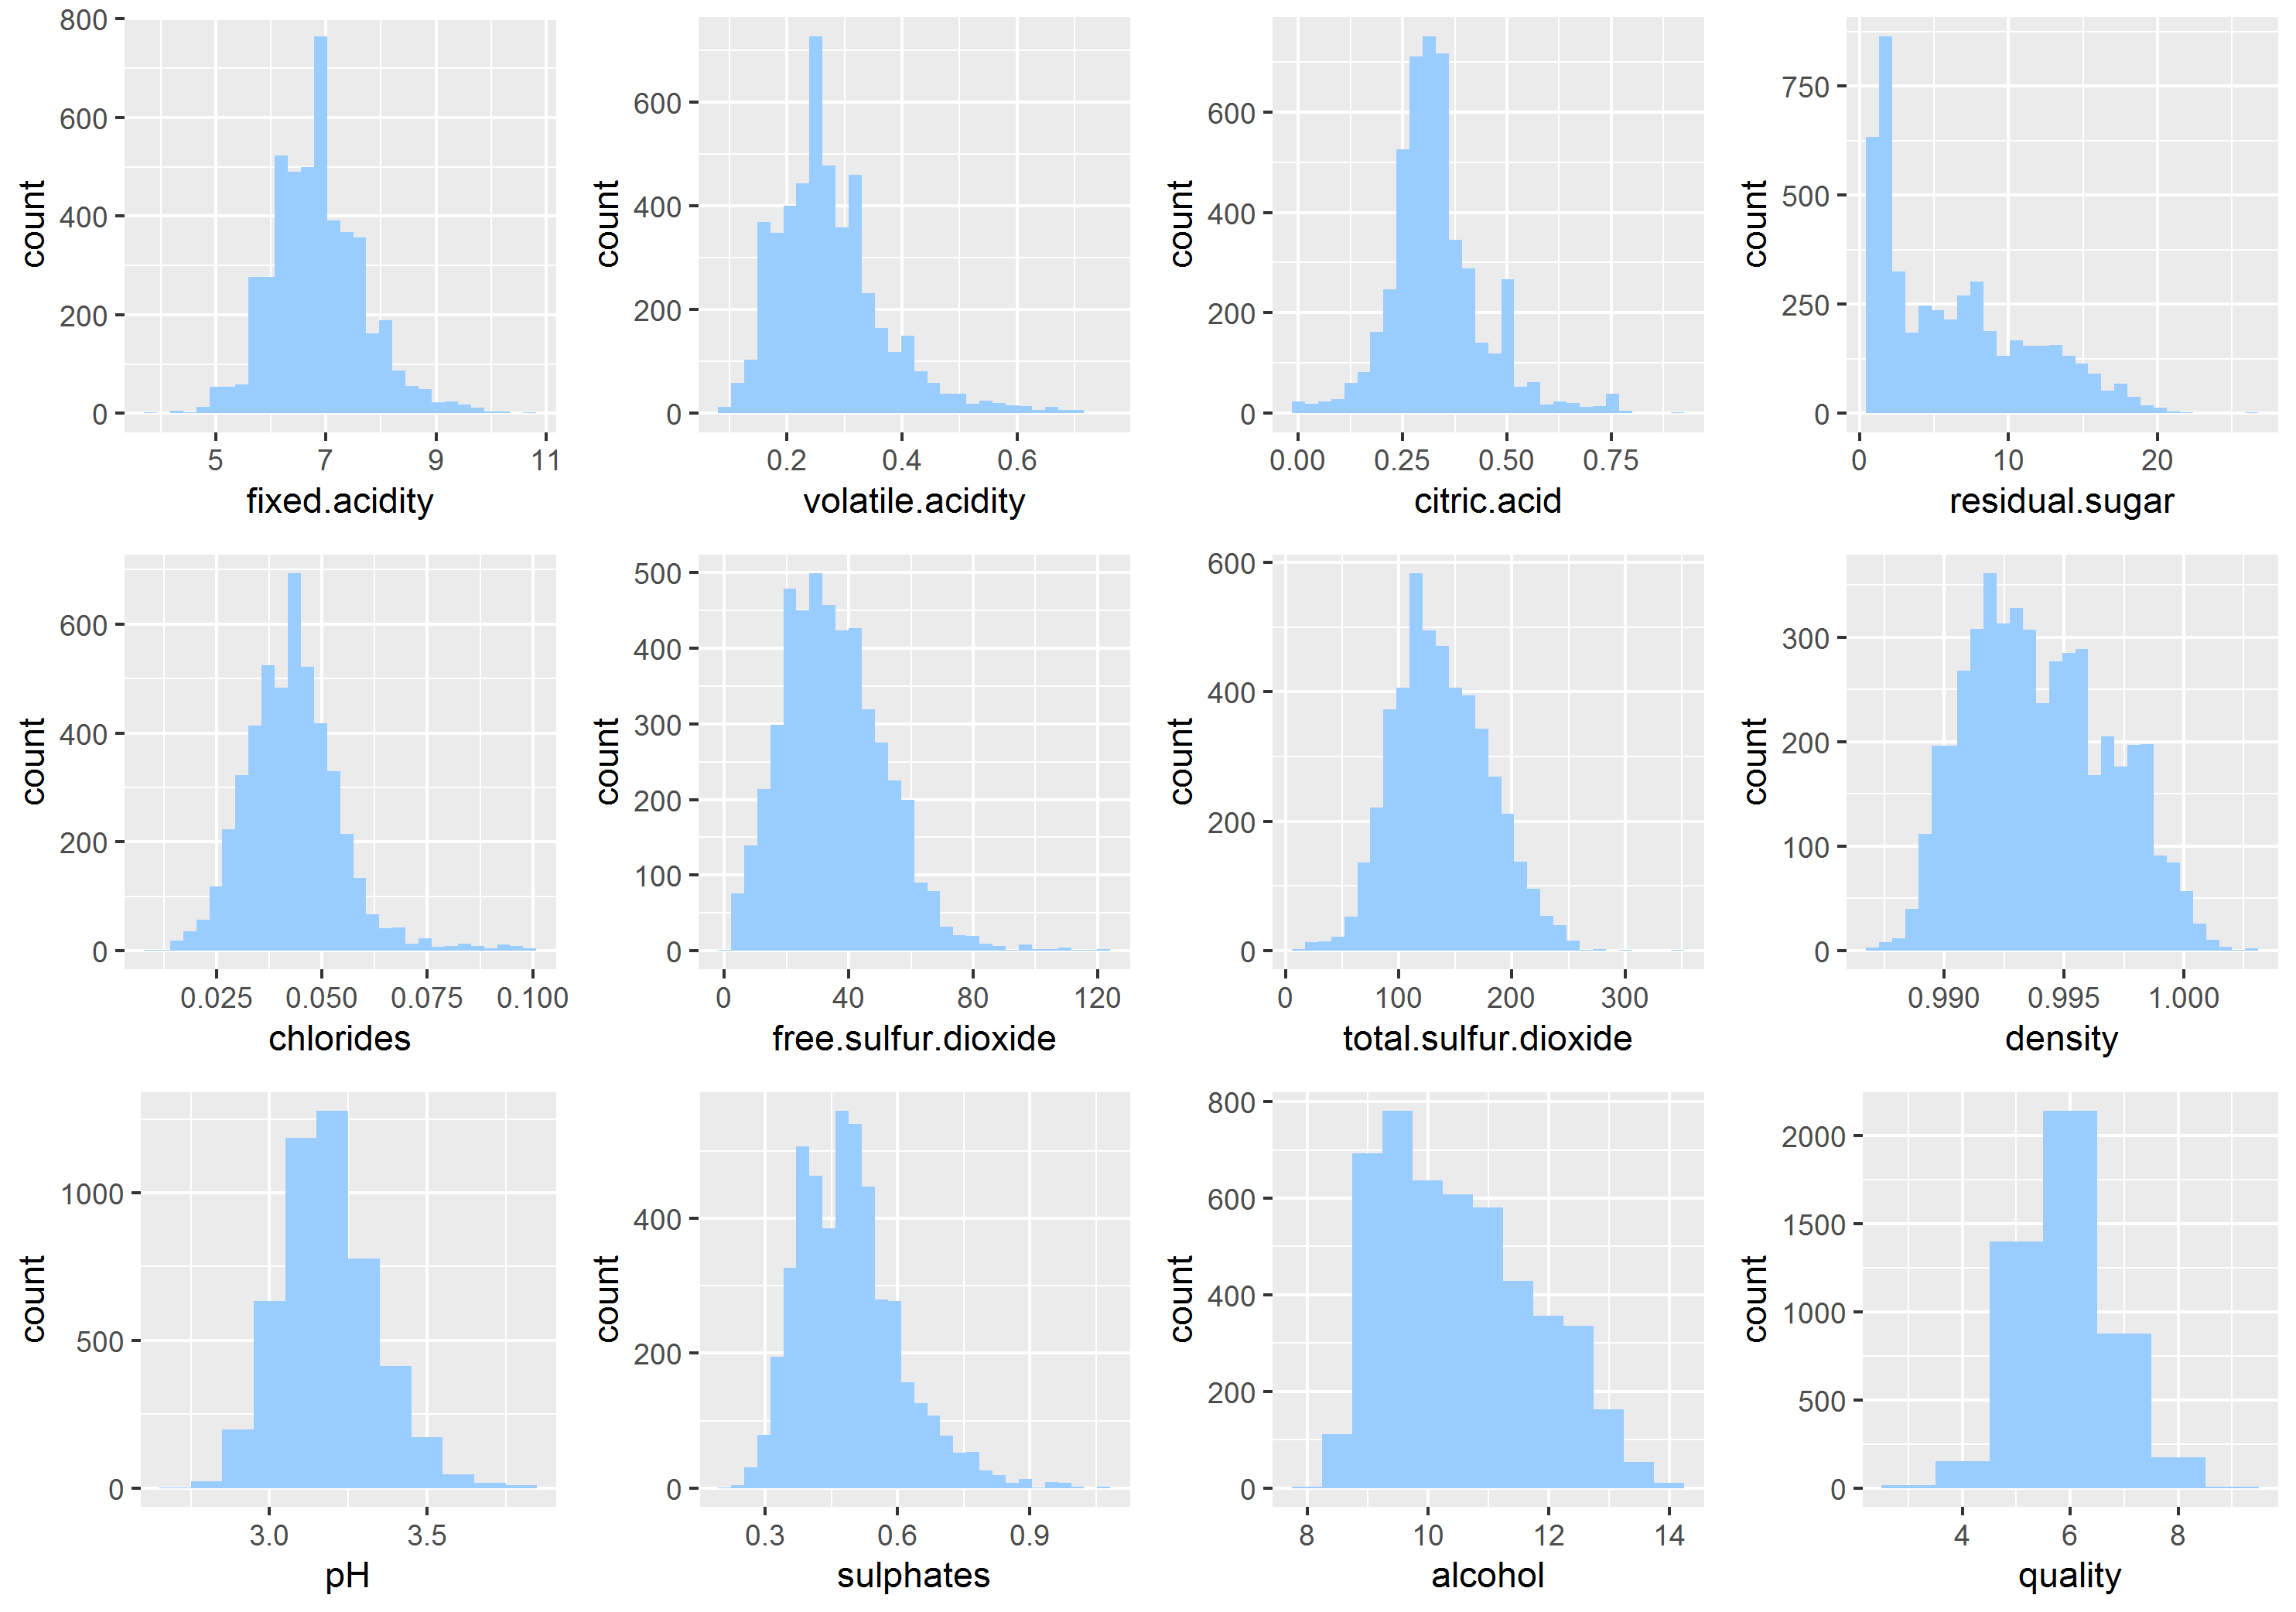 800
600
400
200
0
count
5 7 9 11
fixed.acidity
600
400
200
0
count
0.2 0.4 0.6
volatile.acidity
600
400
200
0
count
0.00 0.25 0.50 0.75
citric.acid
750
500
250
0
count
0 10 20
residual.sugar
600
400
200
0
count
0.025 0.050 0.075 0.100
chlorides
500
400
300
200
100
0
count
0 40 80 120
free.sulfur.dioxide
600
400
200
0
count
0 100 200 300
total.sulfur.dioxide
300
200
100
0
count
0.990 0.995 1.000
density
1000
500
0
count
3.0 3.5
pH
400
200
0
count
0.3 0.6 0.9
sulphates
800
600
400
200
0
count
8 10 12 14
alcohol
2000
1500
1000
500
0
count
4 6 8
quality